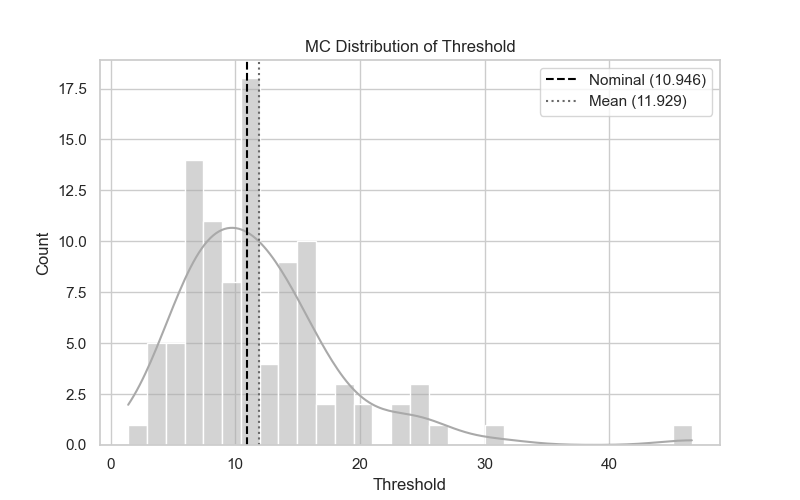 MC Distribution of Threshold
Nominal (10.946)
Mean (11.929)
17.5
15.0
12.5
10.0
7.5
5.0
2.5
0.0
Count
0 10 20 30 40
Threshold